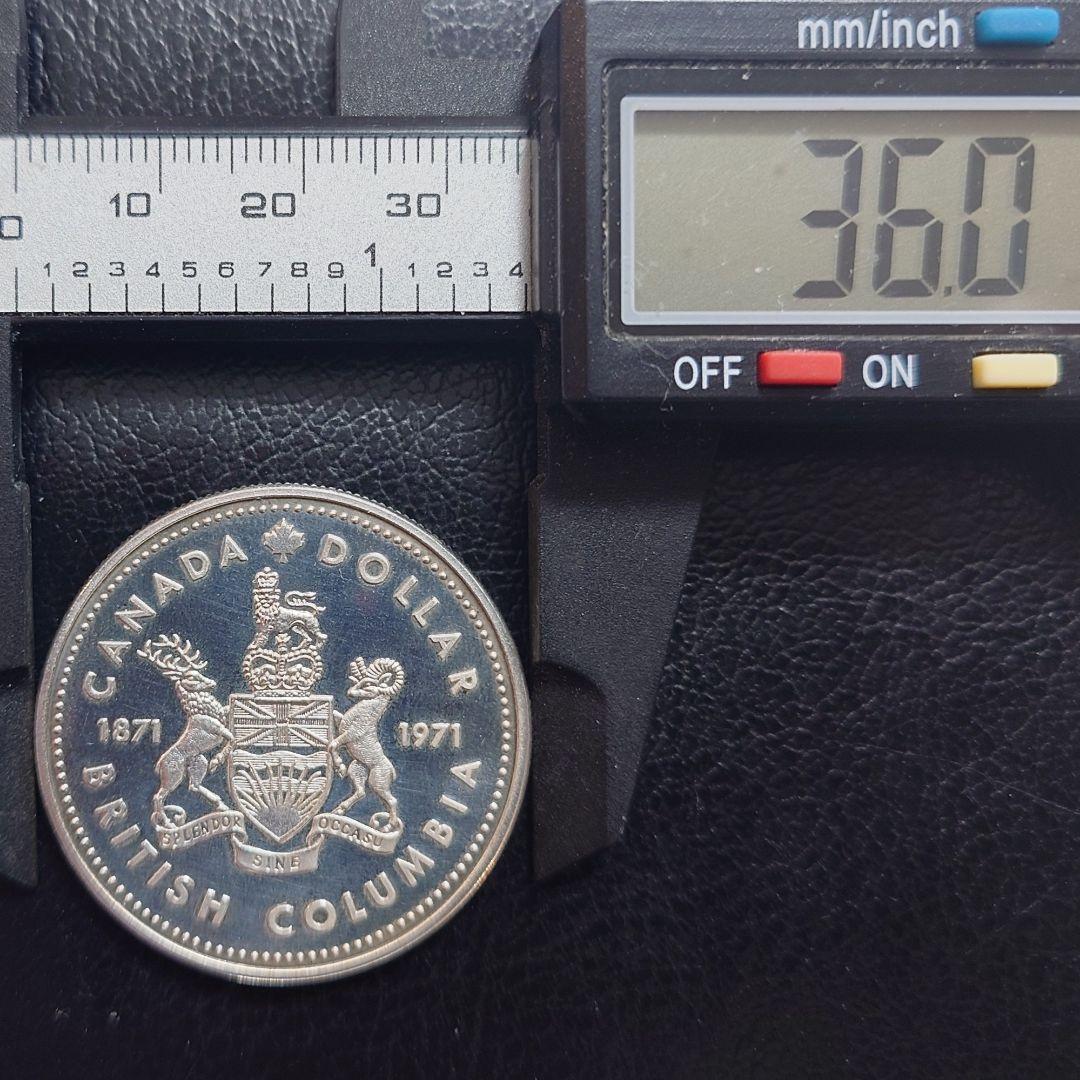 mm/inch
36.0
OFF ON
0 10 20 30
1 2 3 4 5 6 7 8 9 1 1 2 3 4
CANADA DOLLAR
1871 1971
SPLENDOR SINE OCCASU
BRITISH COLUMBIA